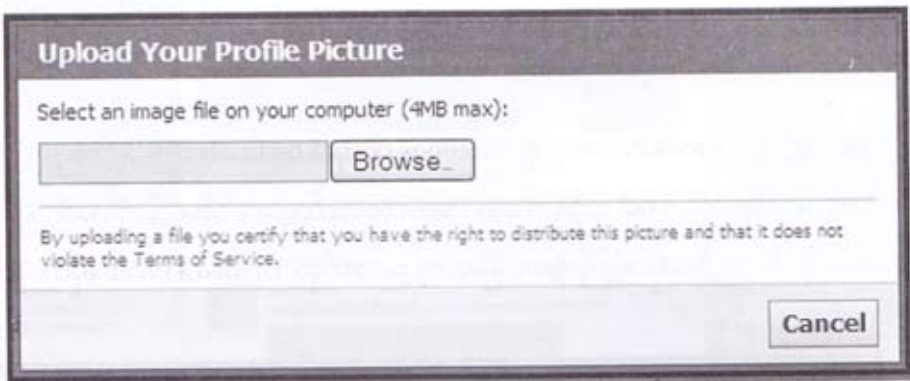 Upload Your Profile Picture
Select an image file on your computer (4MB max):
Browse_
By uploading a file you certify that you have the right to distribute this picture and that it does not
violate the Terms of Service.
Cancel